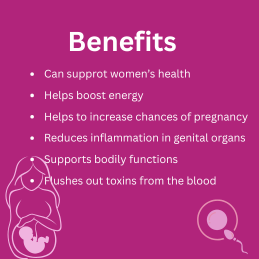 Benefits
• Can supprot women's health
• Helps boost energy
• Helps to increase chances of pregnancy
• Reduces inflammation in genital organs
• Supports bodily functions
• Flushes out toxins from the blood